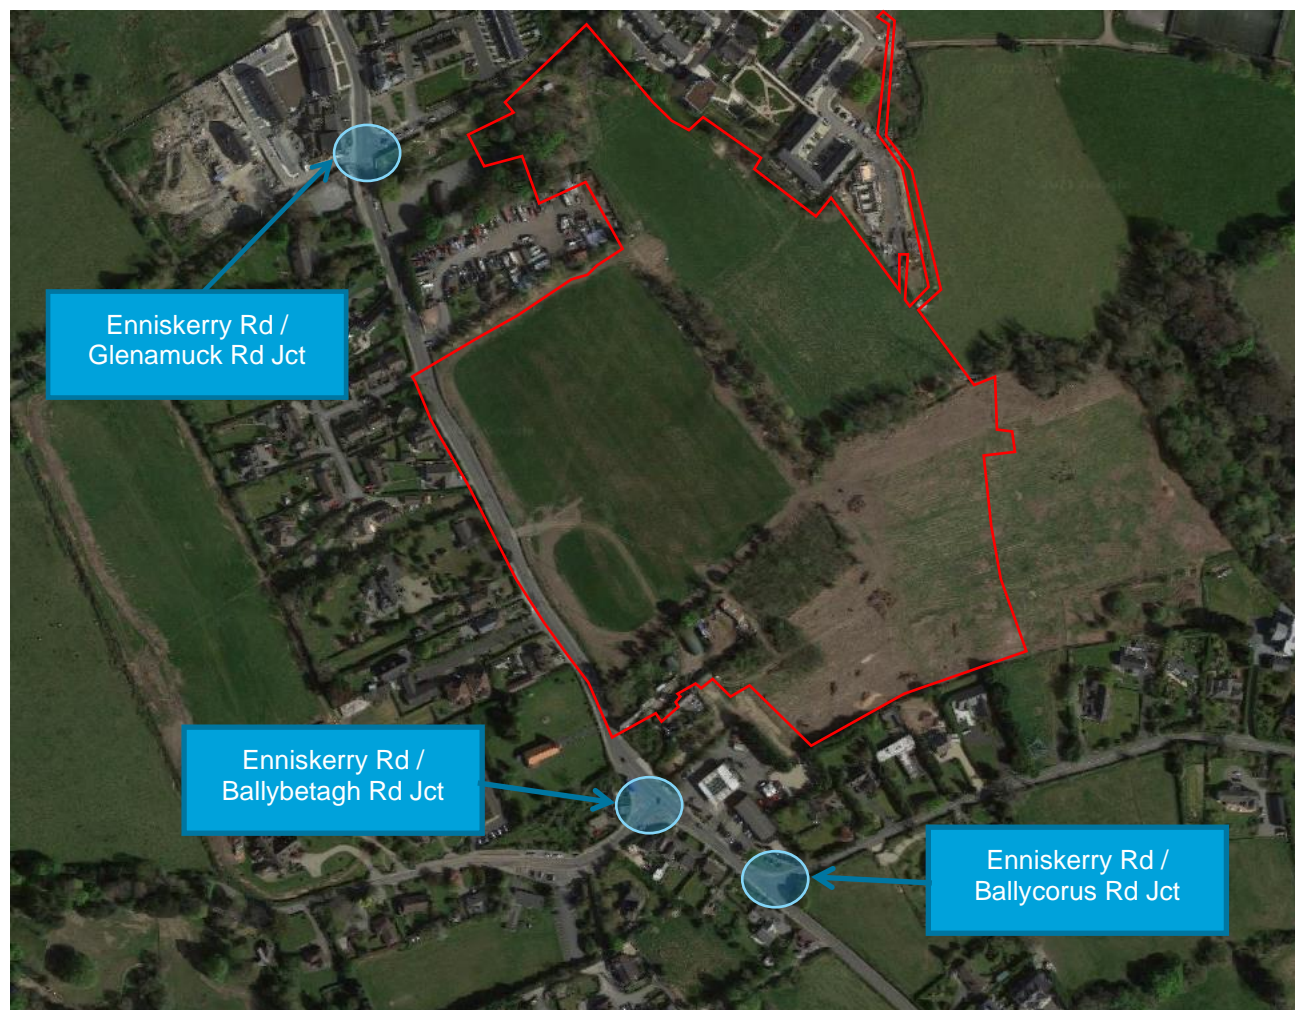 Enniskerry Rd /
Glenamuck Rd Jct
Enniskerry Rd /
Ballybetagh Rd Jct
Enniskerry Rd /
Ballycorus Rd Jct